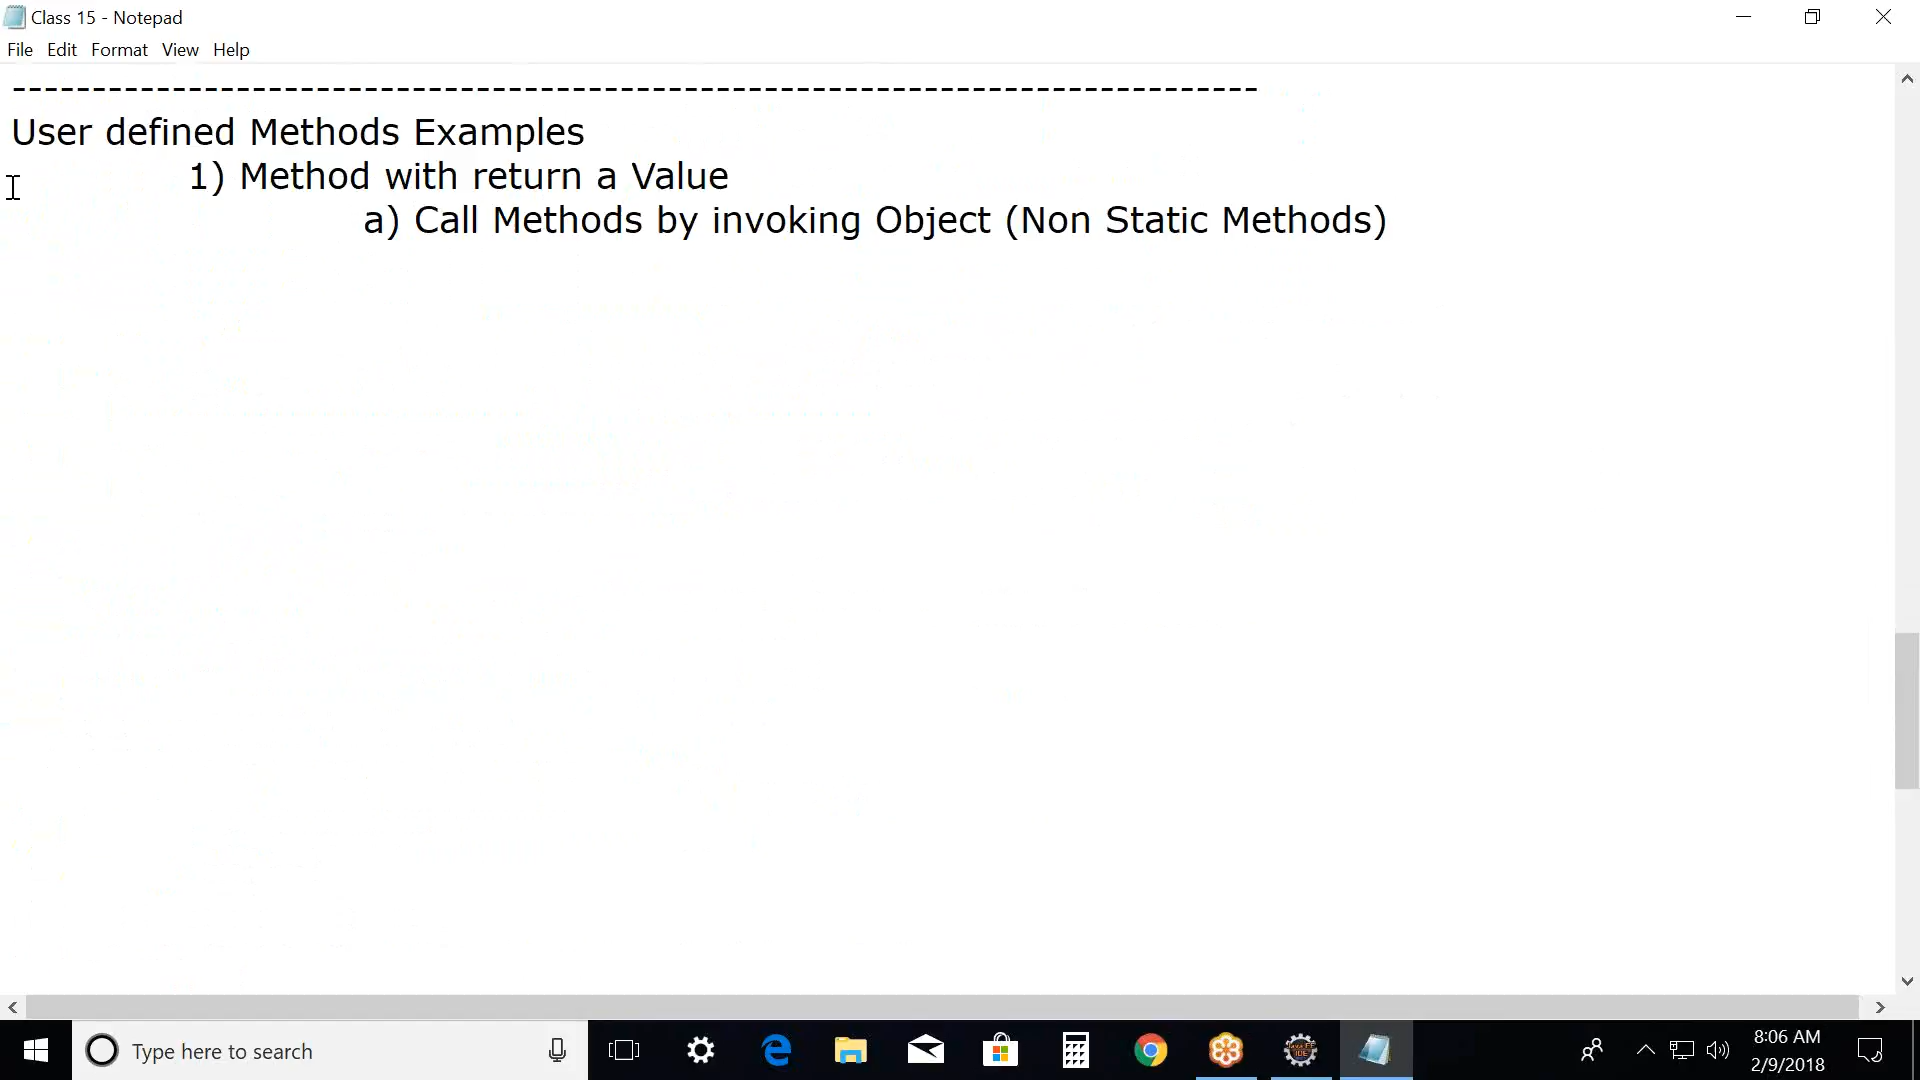 Class 15 - Notepad
File Edit Format View Help
------------------------------------------------------------------------------
User defined Methods Examples
1) Method with return a Value
a) Call Methods by invoking Object (Non Static Methods)
Type here to search
8:06 AM
2/9/2018